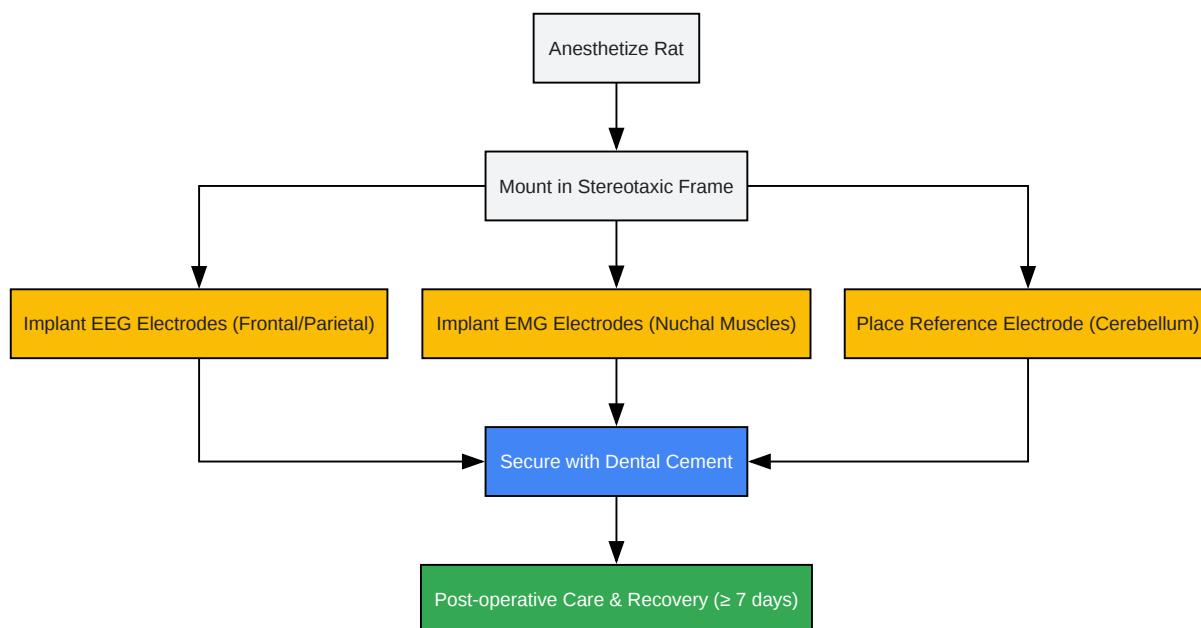 Anesthetize Rat
Mount in Stereotaxic Frame
Implant EEG Electrodes (Frontal/Parietal)
Implant EMG Electrodes (Nuchal Muscles)
Place Reference Electrode (Cerebellum)
Secure with Dental Cement
Post-operative Care & Recovery (≥ 7 days)